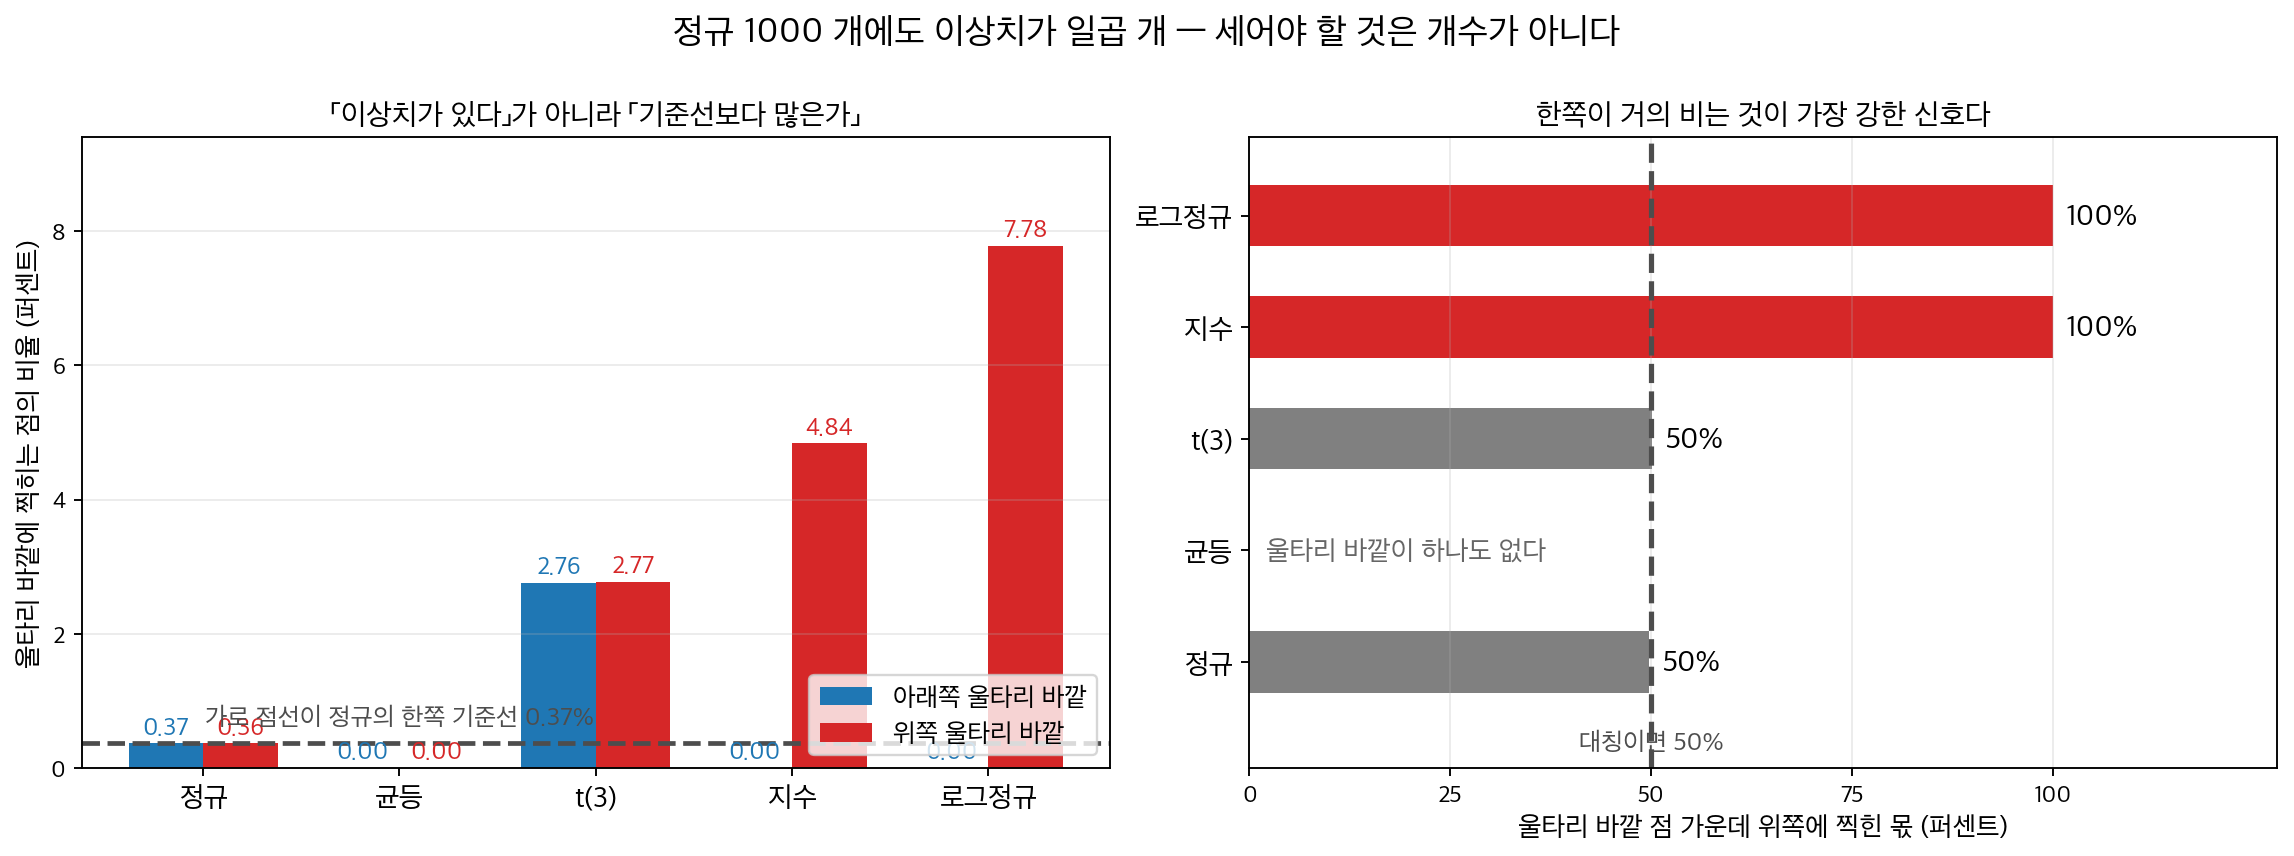 정규 1000 개에도 이상치가 일곱 개 — 세어야 할 것은 개수가 아니다
「이상치가 있다」가 아니라 「기준선보다 많은가」
울타리 바깥에 찍히는 점의 비율 (퍼센트)
8
6
4
2
0
7.78
4.84
2.76
2.77
0.37
0.36
가로 점선이 정규의 한쪽 기준선 0.37%
0.00
0.00
0.00
0.00
아래쪽 울타리 바깥
위쪽 울타리 바깥
정규
균등
t(3)
지수
로그정규
한쪽이 거의 비는 것이 가장 강한 신호다
로그정규
100%
지수
100%
t(3)
50%
균등
울타리 바깥이 하나도 없다
정규
50%
대칭이면 50%
0
25
50
75
100
울타리 바깥 점 가운데 위쪽에 찍힌 몫 (퍼센트)